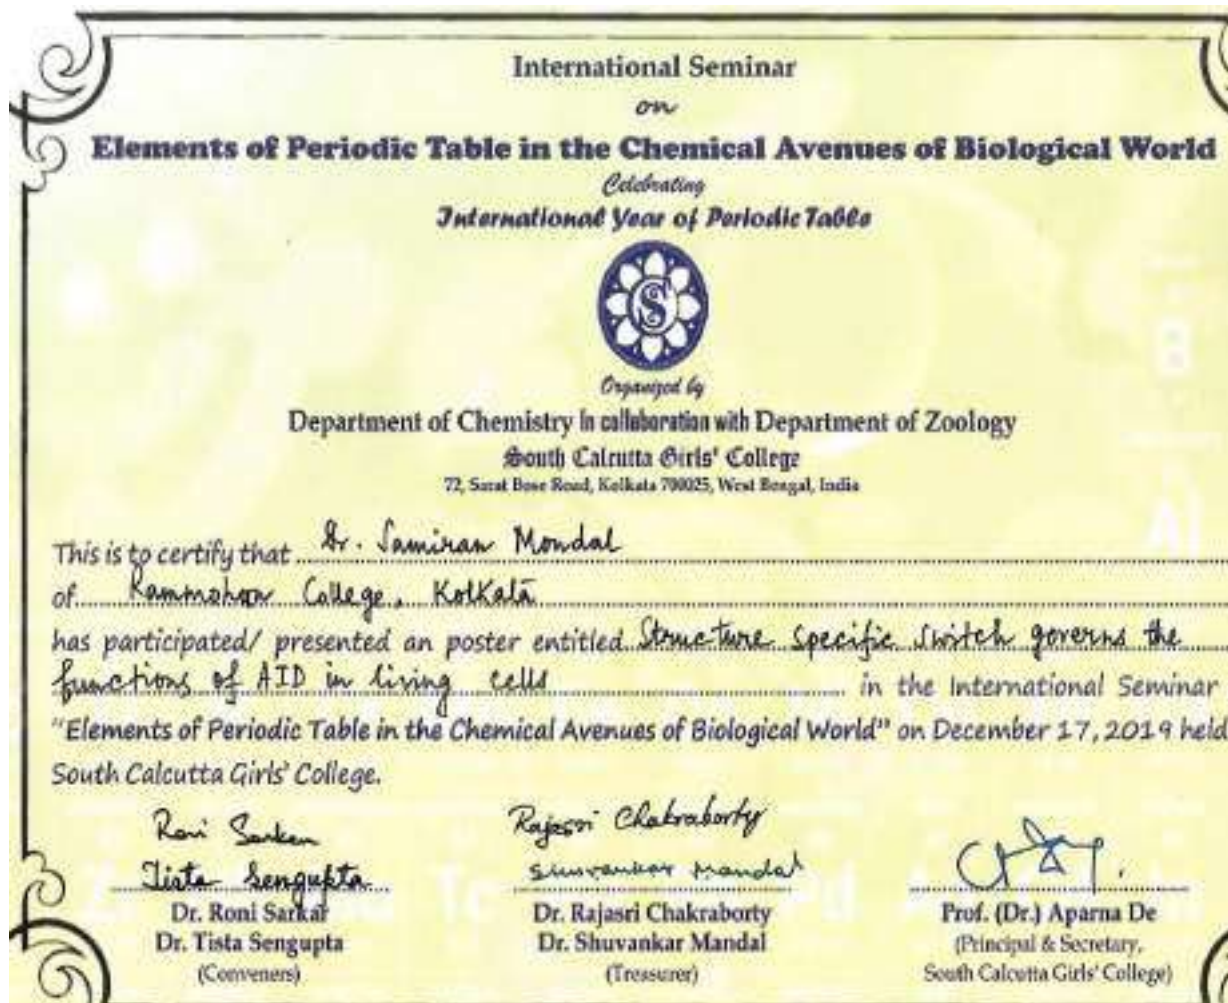 International Seminar
on
Elements of Periodic Table in the Chemical Avenues of Biological World
Celebrating
International Year of Periodic Table
S
Organized by
Department of Chemistry in collaboration with Department of Zoology
South Calcutta Girls' College
72, Sarat Bose Road, Kolkata 700025, West Bengal, India
This is to certify that Dr. Samiran Mondal
of Rammohan College, Kolkata
has participated/ presented an poster entitled Structure specific switch governs the
functions of AID in living cells in the International Seminar
"Elements of Periodic Table in the Chemical Avenues of Biological World" on December 17, 2019 held
South Calcutta Girls' College.
Roni Sarkar
Tista Sengupta
Rajasri Chakraborty
Shuvankar Mandal
Dr. Roni Sarkar
Dr. Tista Sengupta
(Conveners)
Dr. Rajasri Chakraborty
Dr. Shuvankar Mandal
(Treasurer)
Prof. (Dr.) Aparna De
(Principal & Secretary,
South Calcutta Girls' College)